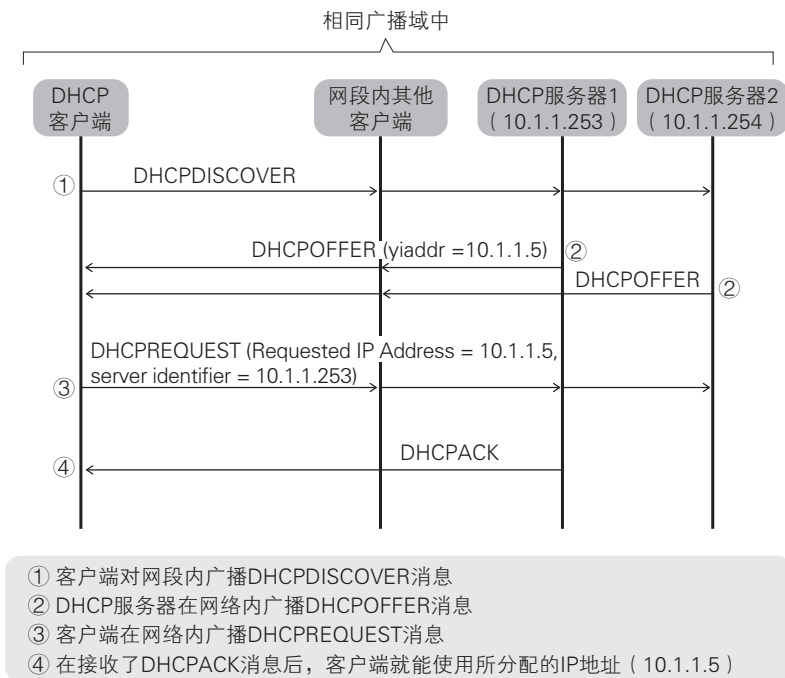 相同广播域中
DHCP
客户端
网段内其他
客户端
DHCP服务器1
（10.1.1.253）
DHCP服务器2
（10.1.1.254）
① DHCPDISCOVER
DHCPOFFER (yiaddr =10.1.1.5) ②
DHCPOFFER ②
DHCPREQUEST (Requested IP Address = 10.1.1.5,
server identifier = 10.1.1.253)
③
④ DHCPACK
① 客户端对网段内广播DHCPDISCOVER消息
② DHCP服务器在网络内广播DHCPOFFER消息
③ 客户端在网络内广播DHCPREQUEST消息
④ 在接收了DHCPACK消息后，客户端就能使用所分配的IP地址（10.1.1.5）